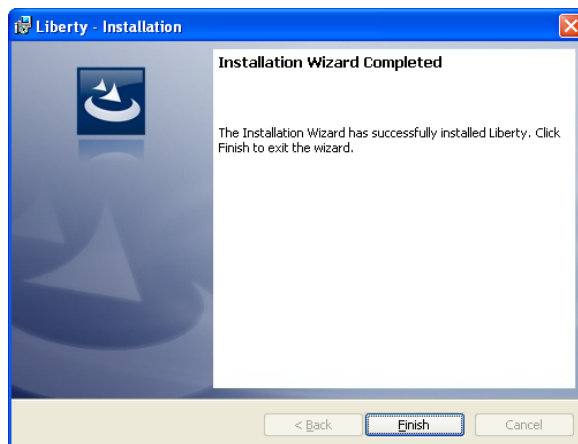 Liberty - Installation
Installation Wizard Completed
The Installation Wizard has successfully installed Liberty. Click
Finish to exit the wizard.
< Back
Finish
Cancel